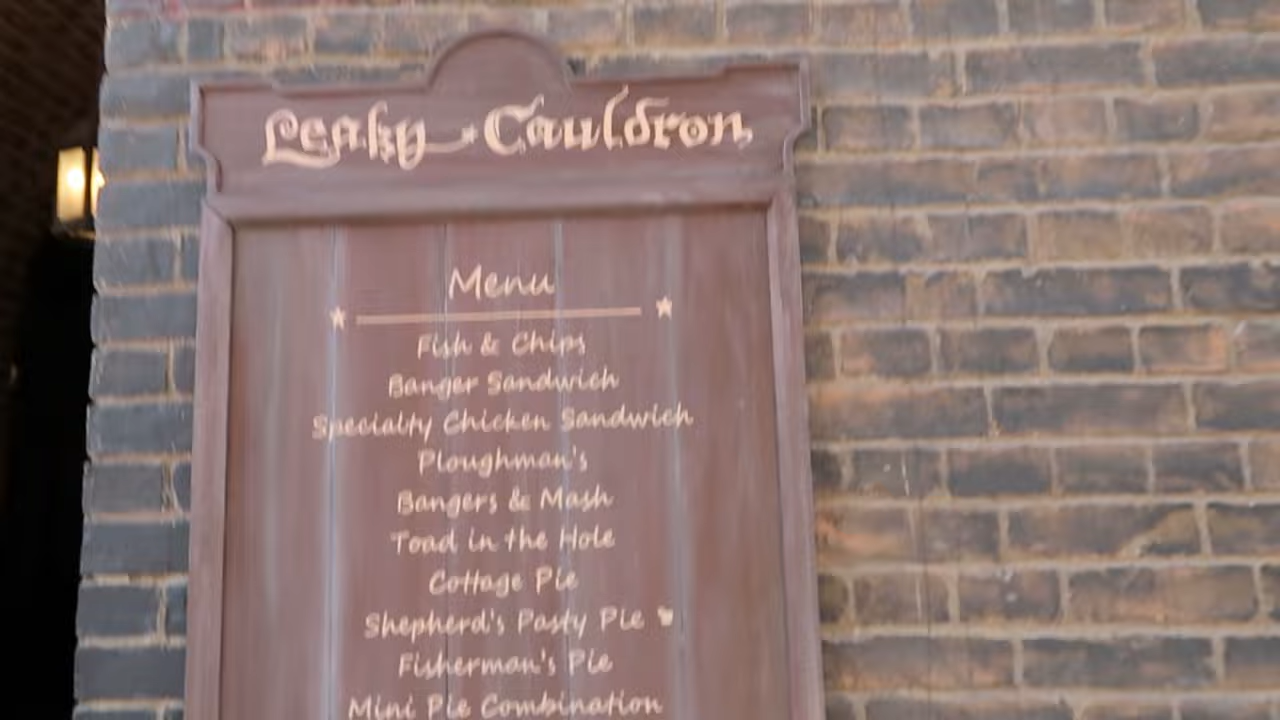 Leaky Cauldron
Menu
Fish & Chips
Banger Sandwich
Specialty Chicken Sandwich
Ploughman's
Bangers & Mash
Toad in the Hole
Cottage Pie
Shepherd's Pasty Pie
Fisherman's Pie
Mini Pie Combination